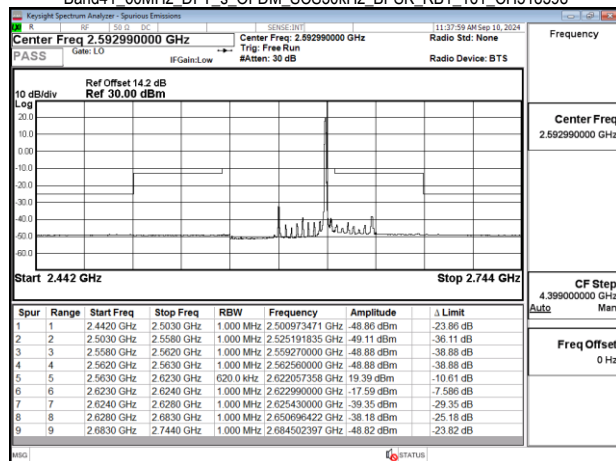 Band41_60MHz_DFT_s_OFDM_SCS30kHz_BPSK_RB1_161_CH518598
Keysight Spectrum Analyzer - Spurious Emissions
R RF 50 Ω DC SENSE:INT 11:37:59 AM Sep 10, 2024
Center Freq 2.592990000 GHz Center Freq: 2.592990000 GHz Radio Std: None
Gate: LO Trig: Free Run
PASS IFGain:Low #Atten: 30 dB Radio Device: BTS
Ref Offset 14.2 dB
10 dB/div Ref 30.00 dBm
Log
20.0
10.0
0.00
-10.0
-20.0
-30.0
-40.0
-50.0
-60.0
Start 2.442 GHz Stop 2.744 GHz
Spur Range Start Freq Stop Freq RBW Frequency Amplitude Δ Limit
1 1 2.4420 GHz 2.5030 GHz 1.000 MHz 2.500973471 GHz -48.86 dBm -23.86 dB
2 2 2.5030 GHz 2.5580 GHz 1.000 MHz 2.525191835 GHz -49.11 dBm -36.11 dB
3 3 2.5580 GHz 2.5620 GHz 1.000 MHz 2.559270000 GHz -48.88 dBm -38.88 dB
4 4 2.5620 GHz 2.5630 GHz 1.000 MHz 2.562560000 GHz -48.88 dBm -38.88 dB
5 5 2.5630 GHz 2.6230 GHz 620.0 kHz 2.622057358 GHz 19.39 dBm -10.61 dB
6 6 2.6230 GHz 2.6240 GHz 1.000 MHz 2.622990000 GHz -17.59 dBm -7.586 dB
7 7 2.6240 GHz 2.6280 GHz 1.000 MHz 2.625430000 GHz -39.35 dBm -29.35 dB
8 8 2.6280 GHz 2.6830 GHz 1.000 MHz 2.650696422 GHz -38.18 dBm -25.18 dB
9 9 2.6830 GHz 2.7440 GHz 1.000 MHz 2.684502397 GHz -48.82 dBm -23.82 dB
MSG STATUS
Frequency
Center Freq
2.592990000 GHz
CF Step
4.399000000 GHz
Auto Man
Freq Offset
0 Hz